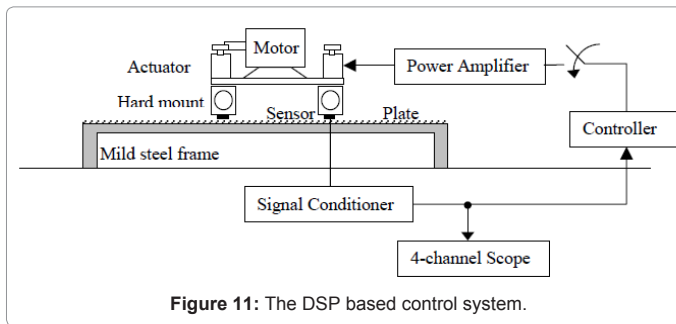 Motor
Actuator
Power Amplifier
Hard mount
Sensor
Plate
Controller
Mild steel frame
Signal Conditioner
4-channel Scope
Figure 11: The DSP based control system.